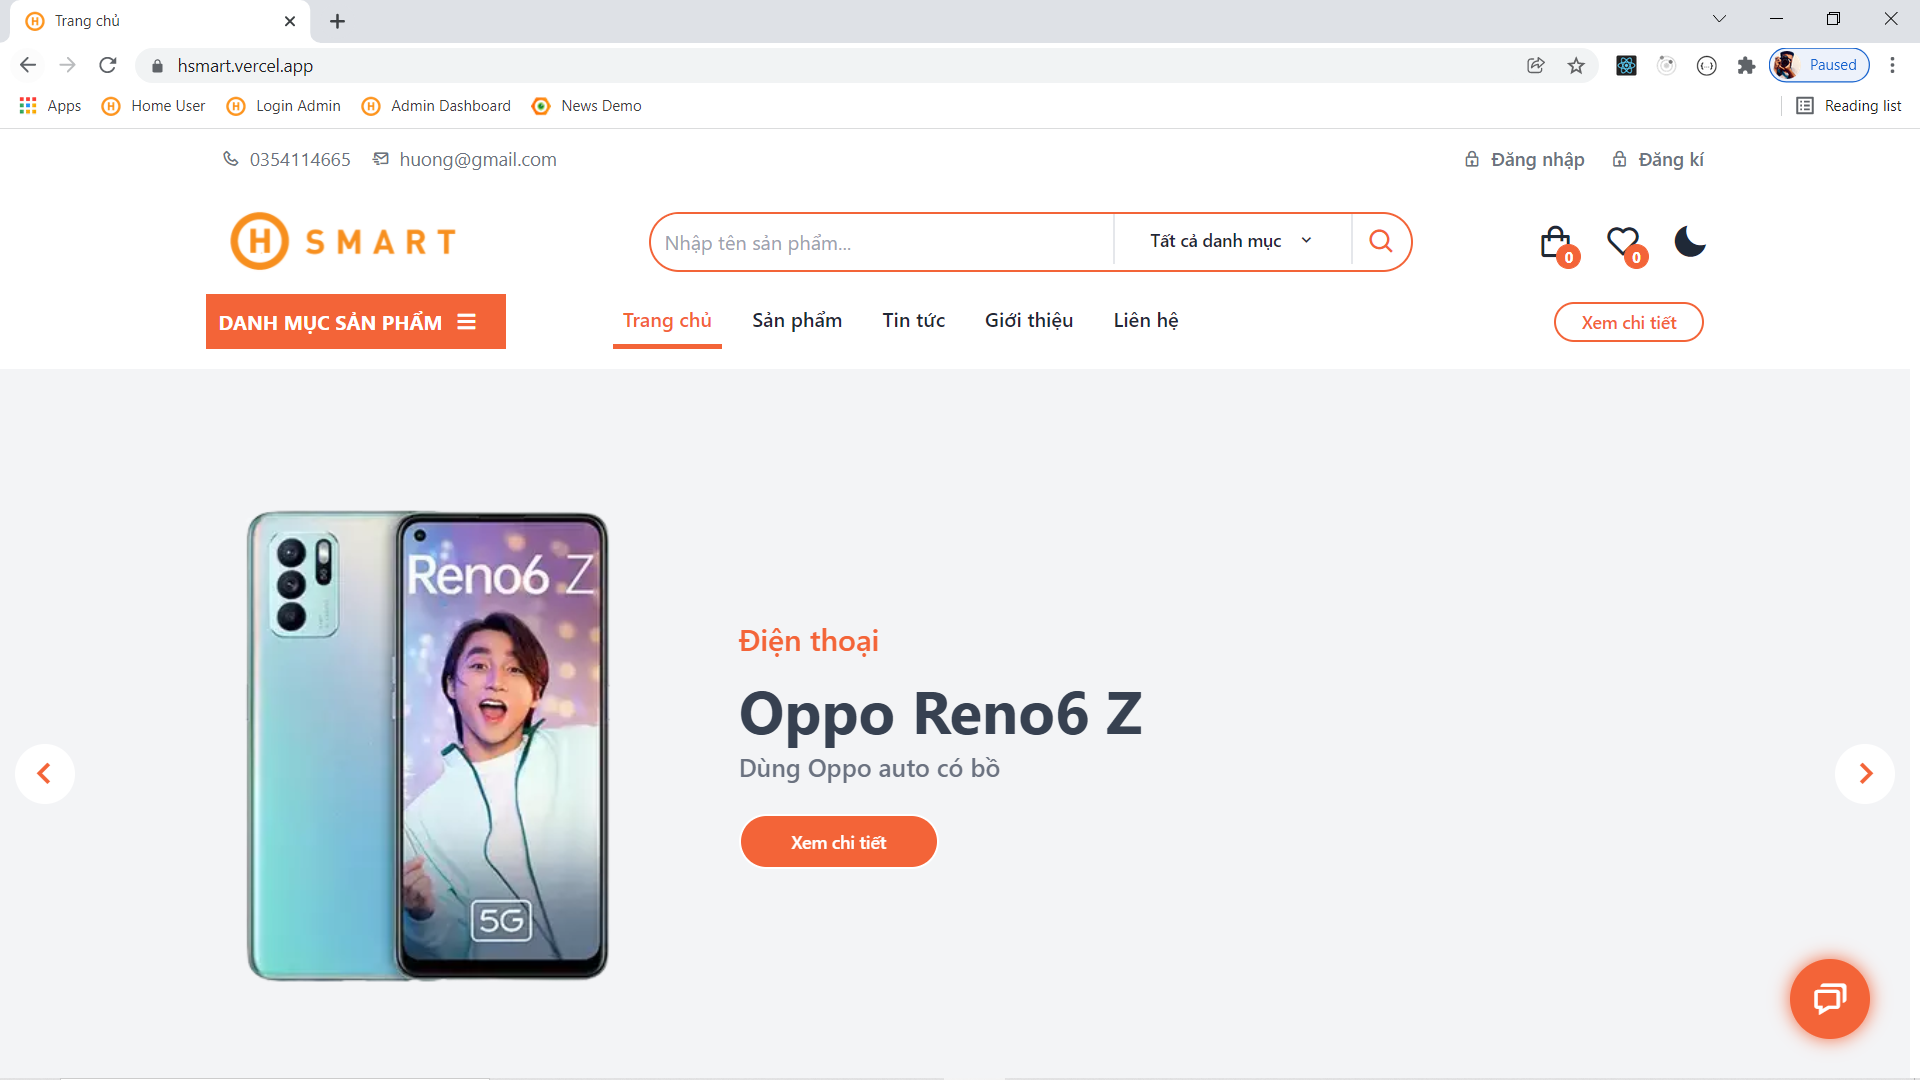 Trang chủ
hsmart.vercel.app
Paused
Apps
Home User
Login Admin
Admin Dashboard
News Demo
Reading list
0354114665
huong@gmail.com
Đăng nhập
Đăng kí
H SMART
Nhập tên sản phẩm...
Tất cả danh mục
0
0
DANH MỤC SẢN PHẨM
Trang chủ
Sản phẩm
Tin tức
Giới thiệu
Liên hệ
Xem chi tiết
Reno6 Z
5G
Điện thoại
Oppo Reno6 Z
Dùng Oppo auto có bồ
Xem chi tiết